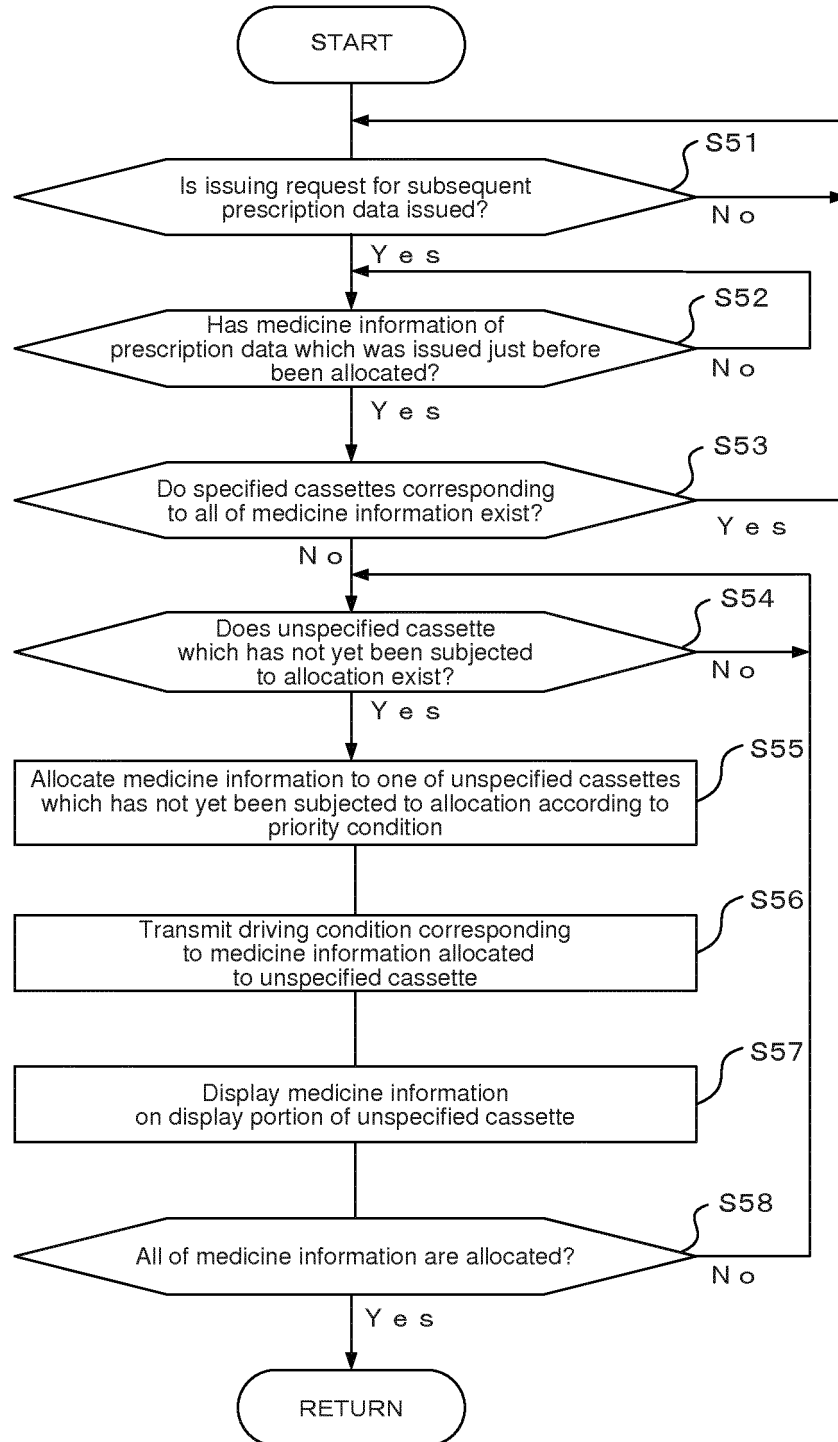 START
S51
Is issuing request for subsequent
prescription data issued?
No
Yes
S52
Has medicine information of
prescription data which was issued just before
been allocated?
No
Yes
S53
Do specified cassettes corresponding
to all of medicine information exist?
Yes
No
S54
Does unspecified cassette
which has not yet been subjected
to allocation exist?
No
Yes
S55
Allocate medicine information to one of unspecified cassettes
which has not yet been subjected to allocation according to
priority condition
S56
Transmit driving condition corresponding
to medicine information allocated
to unspecified cassette
S57
Display medicine information
on display portion of unspecified cassette
S58
All of medicine information are allocated?
No
Yes
RETURN